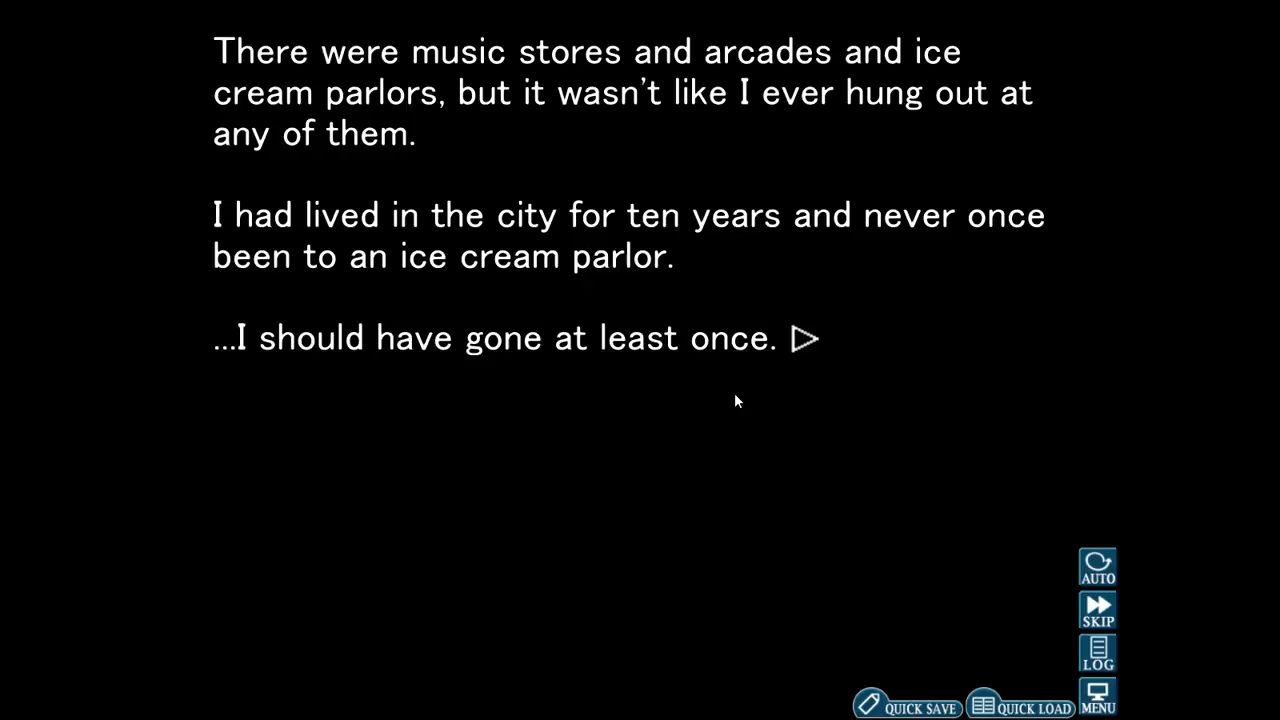 There were music stores and arcades and ice
cream parlors, but it wasn't like I ever hung out at
any of them.
I had lived in the city for ten years and never once
been to an ice cream parlor.
...I should have gone at least once.
AUTO
SKIP
LOG
MENU
QUICK SAVE
QUICK LOAD